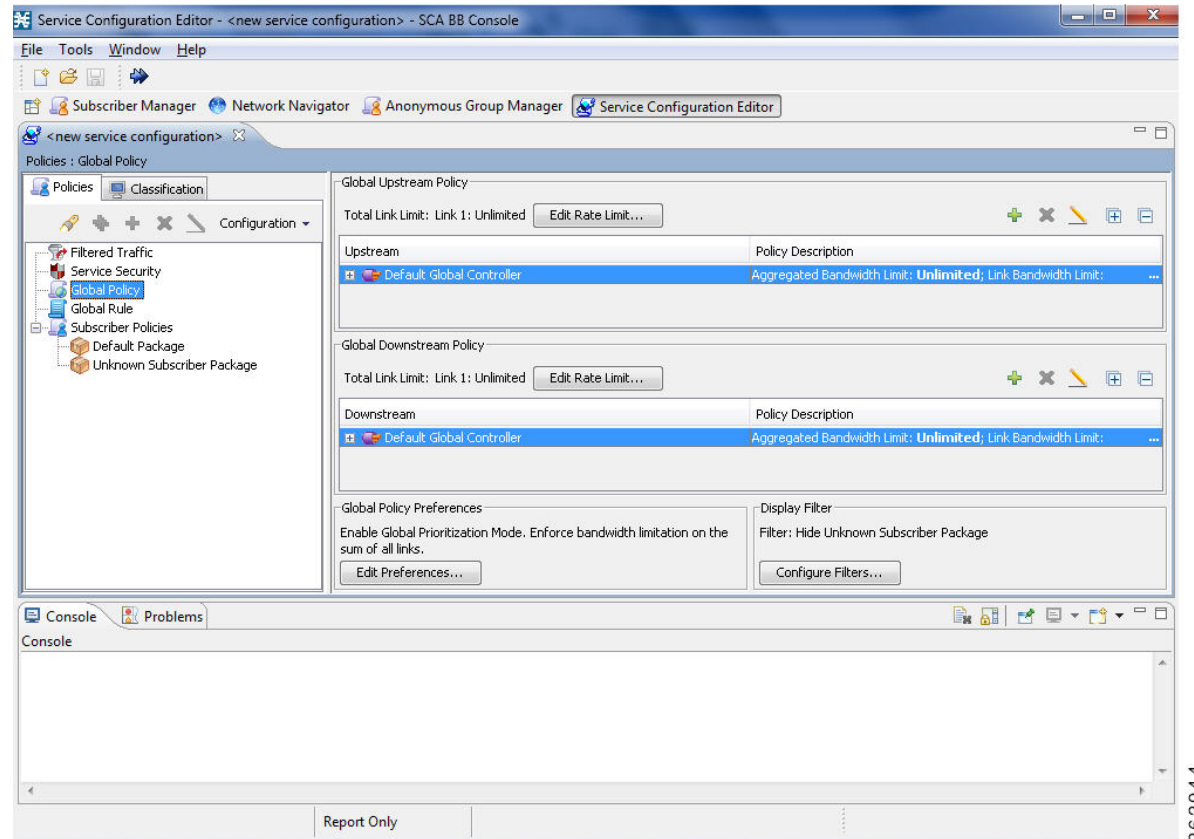 Service Configuration Editor - <new service configuration> - SCA BB Console
File Tools Window Help
Subscriber Manager Network Navigator Anonymous Group Manager Service Configuration Editor
<new service configuration>
Policies : Global Policy
Policies Classification
Configuration
Filtered Traffic
Service Security
Global Policy
Global Rule
Subscriber Policies
Default Package
Unknown Subscriber Package
Global Upstream Policy
Total Link Limit: Link 1: Unlimited Edit Rate Limit...
Upstream Policy Description
Default Global Controller Aggregated Bandwidth Limit: Unlimited; Link Bandwidth Limit: ...
Global Downstream Policy
Total Link Limit: Link 1: Unlimited Edit Rate Limit...
Downstream Policy Description
Default Global Controller Aggregated Bandwidth Limit: Unlimited; Link Bandwidth Limit: ...
Global Policy Preferences
Enable Global Prioritization Mode. Enforce bandwidth limitation on the
sum of all links.
Edit Preferences...
Display Filter
Filter: Hide Unknown Subscriber Package
Configure Filters...
Console Problems
Console
Report Only